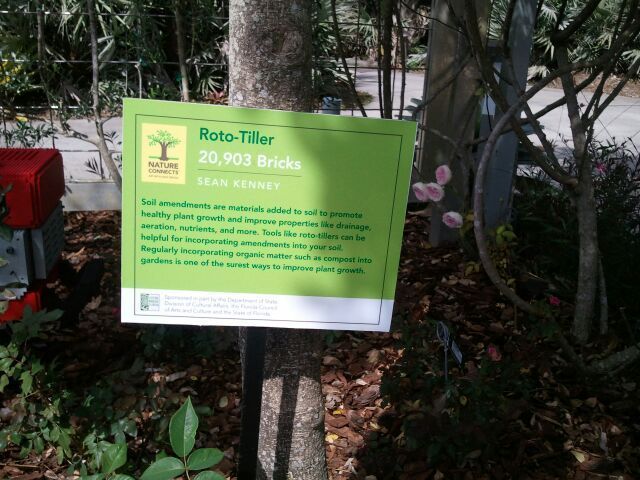 Roto-Tiller
20,903 Bricks
SEAN KENNEY
NATURE
CONNECTS
Soil amendments are materials added to soil to promote
healthy plant growth and improve properties like drainage,
aeration, nutrients, and more. Tools like roto-tillers can be
helpful for incorporating amendments into your soil.
Regularly incorporating organic matter such as compost into
gardens is one of the surest ways to improve plant growth.
Sponsored in part by the Department of State,
Division of Cultural Affairs, the Florida Council
of Arts and Culture and the State of Florida.